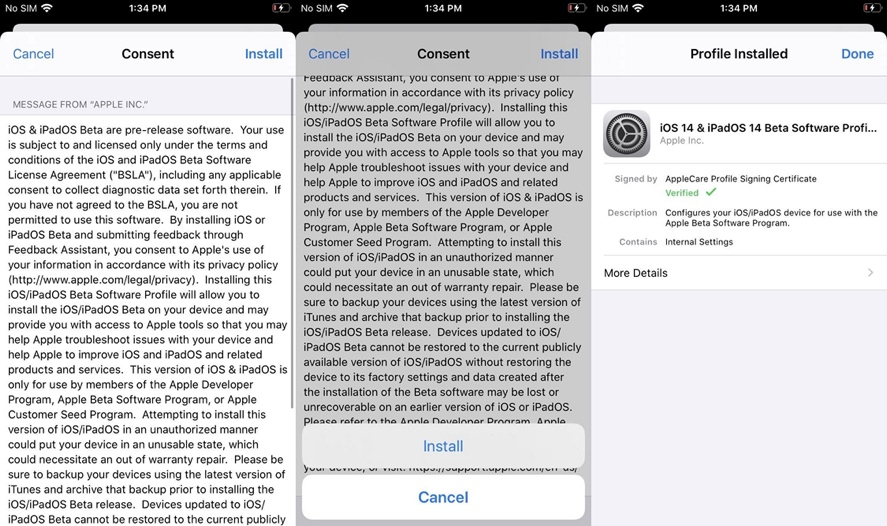 No SIM 1:34 PM
Cancel Consent Install
MESSAGE FROM “APPLE INC.”
iOS & iPadOS Beta are pre-release software.  Your use
is subject to and licensed only under the terms and
conditions of the iOS and iPadOS Beta Software
License Agreement ("BSLA"), including any applicable
consent to collect diagnostic data set forth therein.  If
you have not agreed to the BSLA, you are not
permitted to use this software.  By installing iOS or
iPadOS Beta and submitting feedback through
Feedback Assistant, you consent to Apple's use of
your information in accordance with its privacy policy
(http://www.apple.com/legal/privacy).  Installing this
iOS/iPadOS Beta Software Profile will allow you to
install the iOS/iPadOS Beta on your device and may
provide you with access to Apple tools so that you may
help Apple troubleshoot issues with your device and
help Apple to improve iOS and iPadOS and related
products and services.  This version of iOS & iPadOS is
only for use by members of the Apple Developer
Program, Apple Beta Software Program, or Apple
Customer Seed Program.  Attempting to install this
version of iOS/iPadOS in an unauthorized manner
could put your device in an unusable state, which
could necessitate an out of warranty repair.  Please be
sure to backup your devices using the latest version of
iTunes and archive that backup prior to installing the
iOS/iPadOS Beta release.  Devices updated to iOS/
iPadOS Beta cannot be restored to the current publicly
No SIM 1:34 PM
Cancel Consent Install
Feedback Assistant, you consent to Apple's use of
your information in accordance with its privacy policy
(http://www.apple.com/legal/privacy).  Installing this
iOS/iPadOS Beta Software Profile will allow you to
install the iOS/iPadOS Beta on your device and may
provide you with access to Apple tools so that you may
help Apple troubleshoot issues with your device and
help Apple to improve iOS and iPadOS and related
products and services.  This version of iOS & iPadOS is
only for use by members of the Apple Developer
Program, Apple Beta Software Program, or Apple
Customer Seed Program.  Attempting to install this
version of iOS/iPadOS in an unauthorized manner
could put your device in an unusable state, which
could necessitate an out of warranty repair.  Please be
sure to backup your devices using the latest version of
iTunes and archive that backup prior to installing the
iOS/iPadOS Beta release.  Devices updated to iOS/
iPadOS Beta cannot be restored to the current publicly
available version of iOS/iPadOS without restoring the
device to its factory settings and data created after
the installation of the Beta software may be lost or
unrecoverable on an earlier version of iOS or iPadOS.
Please refer to the Apple Developer Program, Apple
Install
your device, or visit: https://support.apple.com/en-us/
Cancel
No SIM 1:34 PM
Profile Installed Done
iOS 14 & iPadOS 14 Beta Software Profi...
Apple Inc.
Signed by AppleCare Profile Signing Certificate
Verified
Description Configures your iOS/iPadOS device for use with the
Apple Beta Software Program.
Contains Internal Settings
More Details